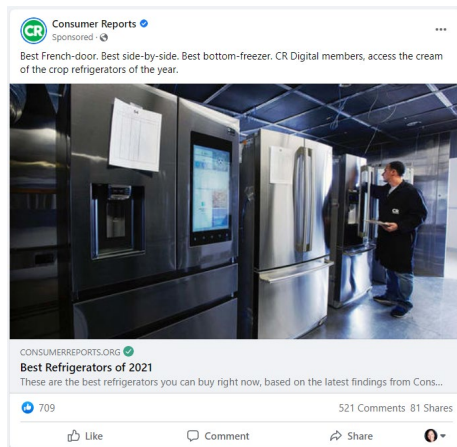 CR
Consumer Reports
Sponsored ·
Best French-door. Best side-by-side. Best bottom-freezer. CR Digital members, access the cream
of the crop refrigerators of the year.
CR
CONSUMERREPORTS.ORG
Best Refrigerators of 2021
These are the best refrigerators you can buy right now, based on the latest findings from Cons...
709
521 Comments 81 Shares
Like
Comment
Share